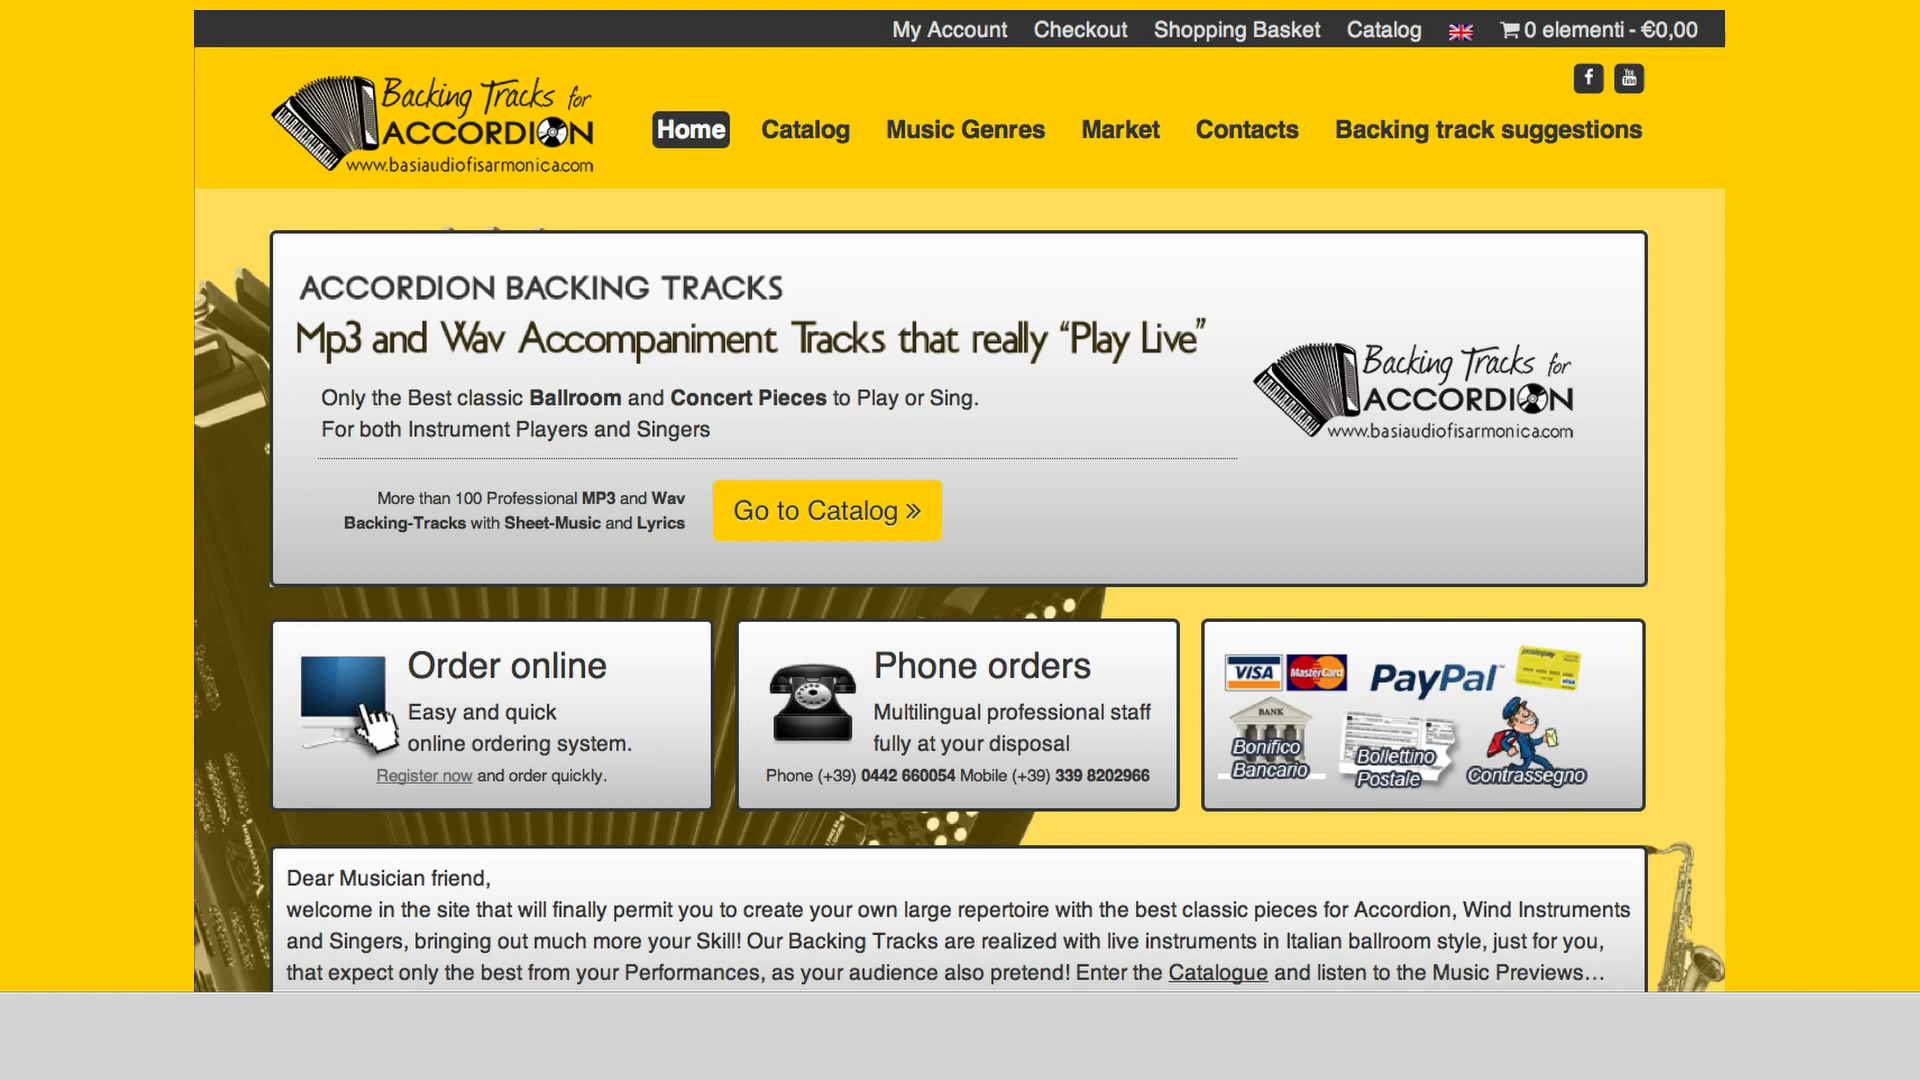 My Account Checkout Shopping Basket Catalog 0 elementi - €0,00
Backing Tracks for
ACCORDION
www.basiaudiofisarmonica.com
Home Catalog Music Genres Market Contacts Backing track suggestions
ACCORDION BACKING TRACKS
Mp3 and Wav Accompaniment Tracks that really “Play Live”
Only the Best classic Ballroom and Concert Pieces to Play or Sing.
For both Instrument Players and Singers
More than 100 Professional MP3 and Wav
Backing-Tracks with Sheet-Music and Lyrics
Go to Catalog »
Backing Tracks for
ACCORDION
www.basiaudiofisarmonica.com
Order online
Easy and quick
online ordering system.
Register now and order quickly.
Phone orders
Multilingual professional staff
fully at your disposal
Phone (+39) 0442 660054 Mobile (+39) 339 8202966
VISA MasterCard PayPal postepay
BANK
Bonifico
Bancario
Bollettino
Postale
Contrassegno
Dear Musician friend,
welcome in the site that will finally permit you to create your own large repertoire with the best classic pieces for Accordion, Wind Instruments
and Singers, bringing out much more your Skill! Our Backing Tracks are realized with live instruments in Italian ballroom style, just for you,
that expect only the best from your Performances, as your audience also pretend! Enter the Catalogue and listen to the Music Previews…